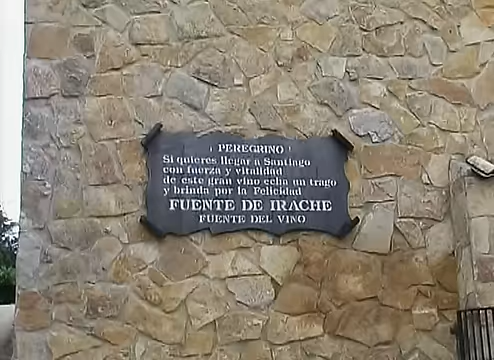 ¡ PEREGRINO !
Si quieres llegar a Santiago
con fuerza y vitalidad
de este gran vino echa un trago
y brinda por la Felicidad
FUENTE DE IRACHE
FUENTE DEL VINO